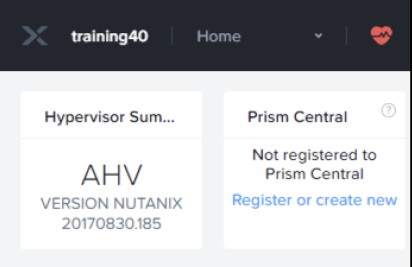 training40 Home
Hypervisor Sum...
AHV
VERSION NUTANIX
20170830.185
Prism Central ?
Not registered to
Prism Central
Register or create new